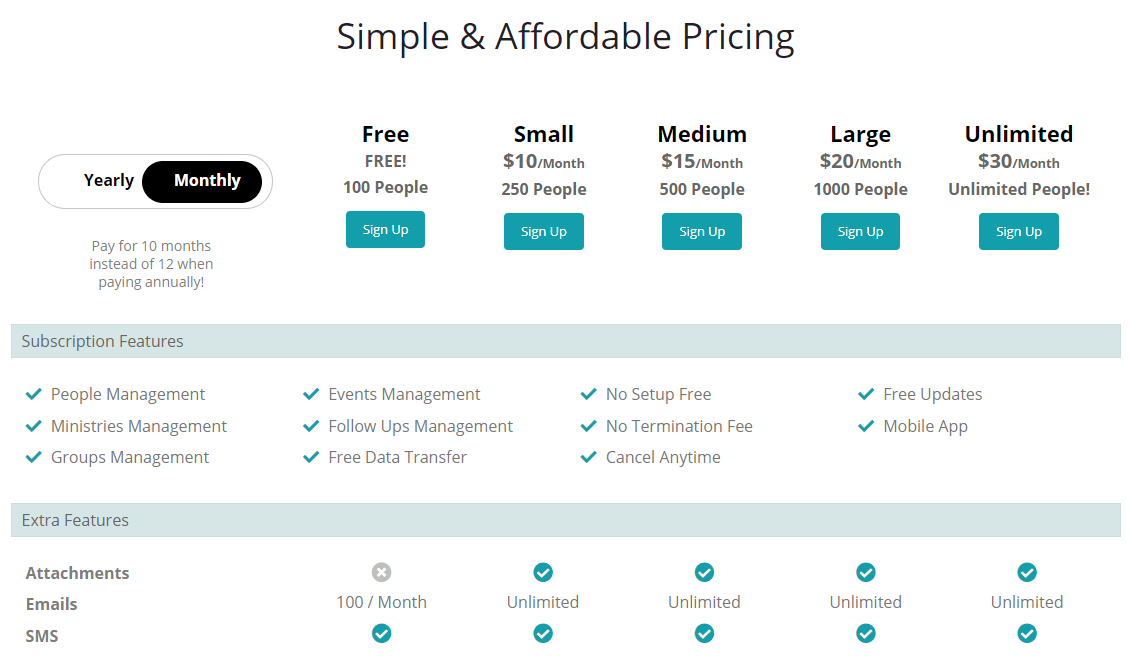 Simple & Affordable Pricing
Yearly Monthly
Pay for 10 months
instead of 12 when
paying annually!
Free Small Medium Large Unlimited
FREE! $10/Month $15/Month $20/Month $30/Month
100 People 250 People 500 People 1000 People Unlimited People!
Sign Up Sign Up Sign Up Sign Up Sign Up
Subscription Features
People Management Events Management No Setup Free Free Updates
Ministries Management Follow Ups Management No Termination Fee Mobile App
Groups Management Free Data Transfer Cancel Anytime
Extra Features
Attachments
Emails 100 / Month Unlimited Unlimited Unlimited Unlimited
SMS